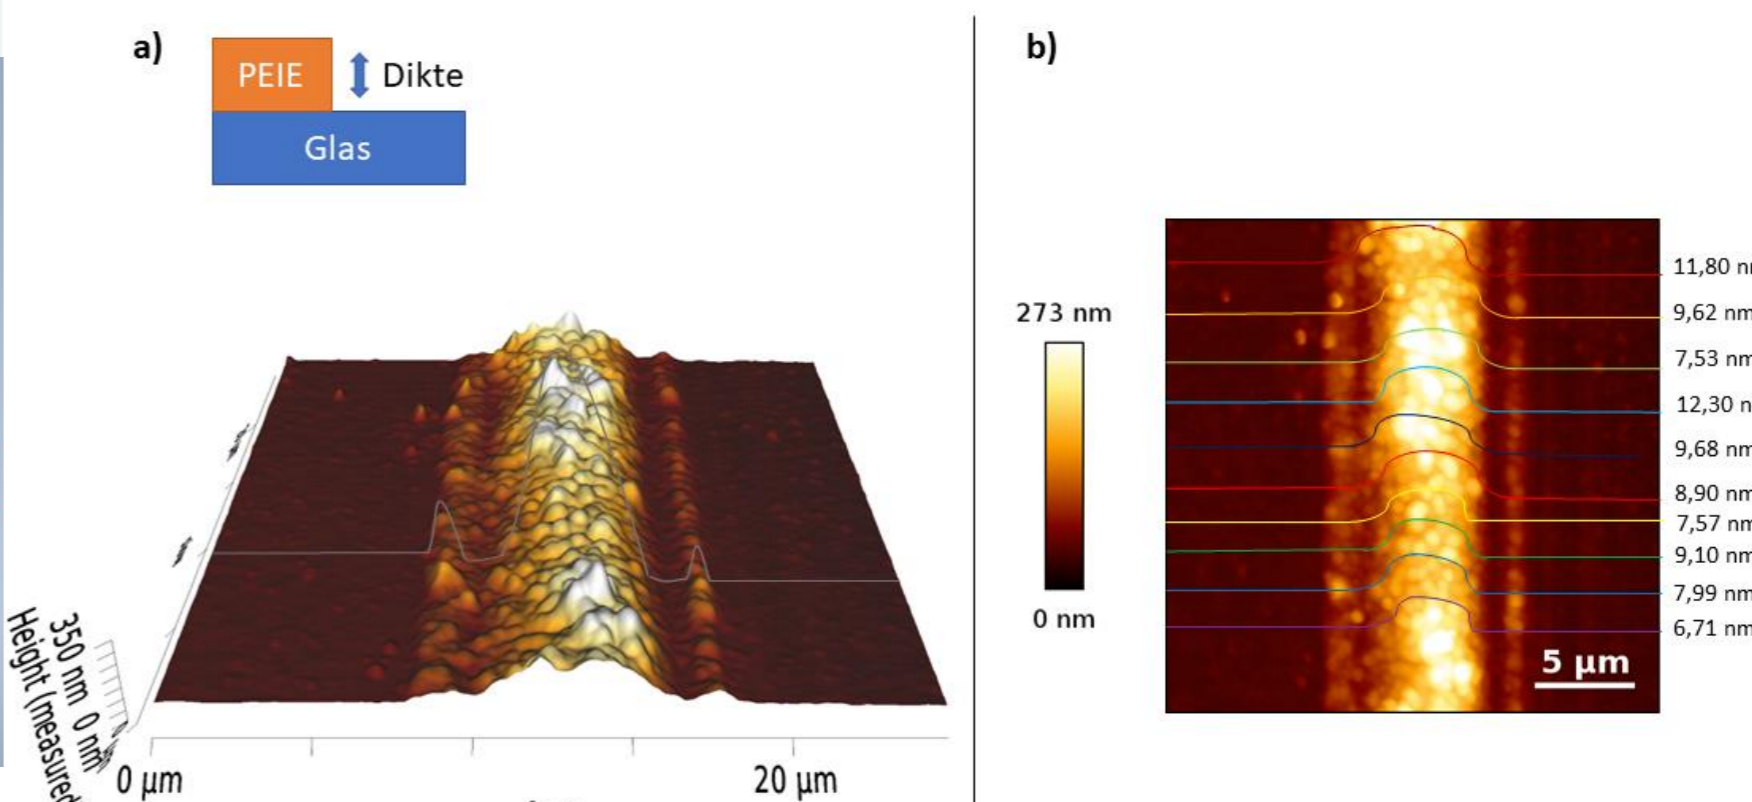 a)
PEIE
Dikte
Glas
350 nm 0 nm
Height (measured
0 µm
20 µm
b)
273 nm
0 nm
11,80 n
9,62 nm
7,53 nm
12,30 n
9,68 nm
8,90 nm
7,57 nm
9,10 nm
7,99 nm
6,71 nm
5 µm